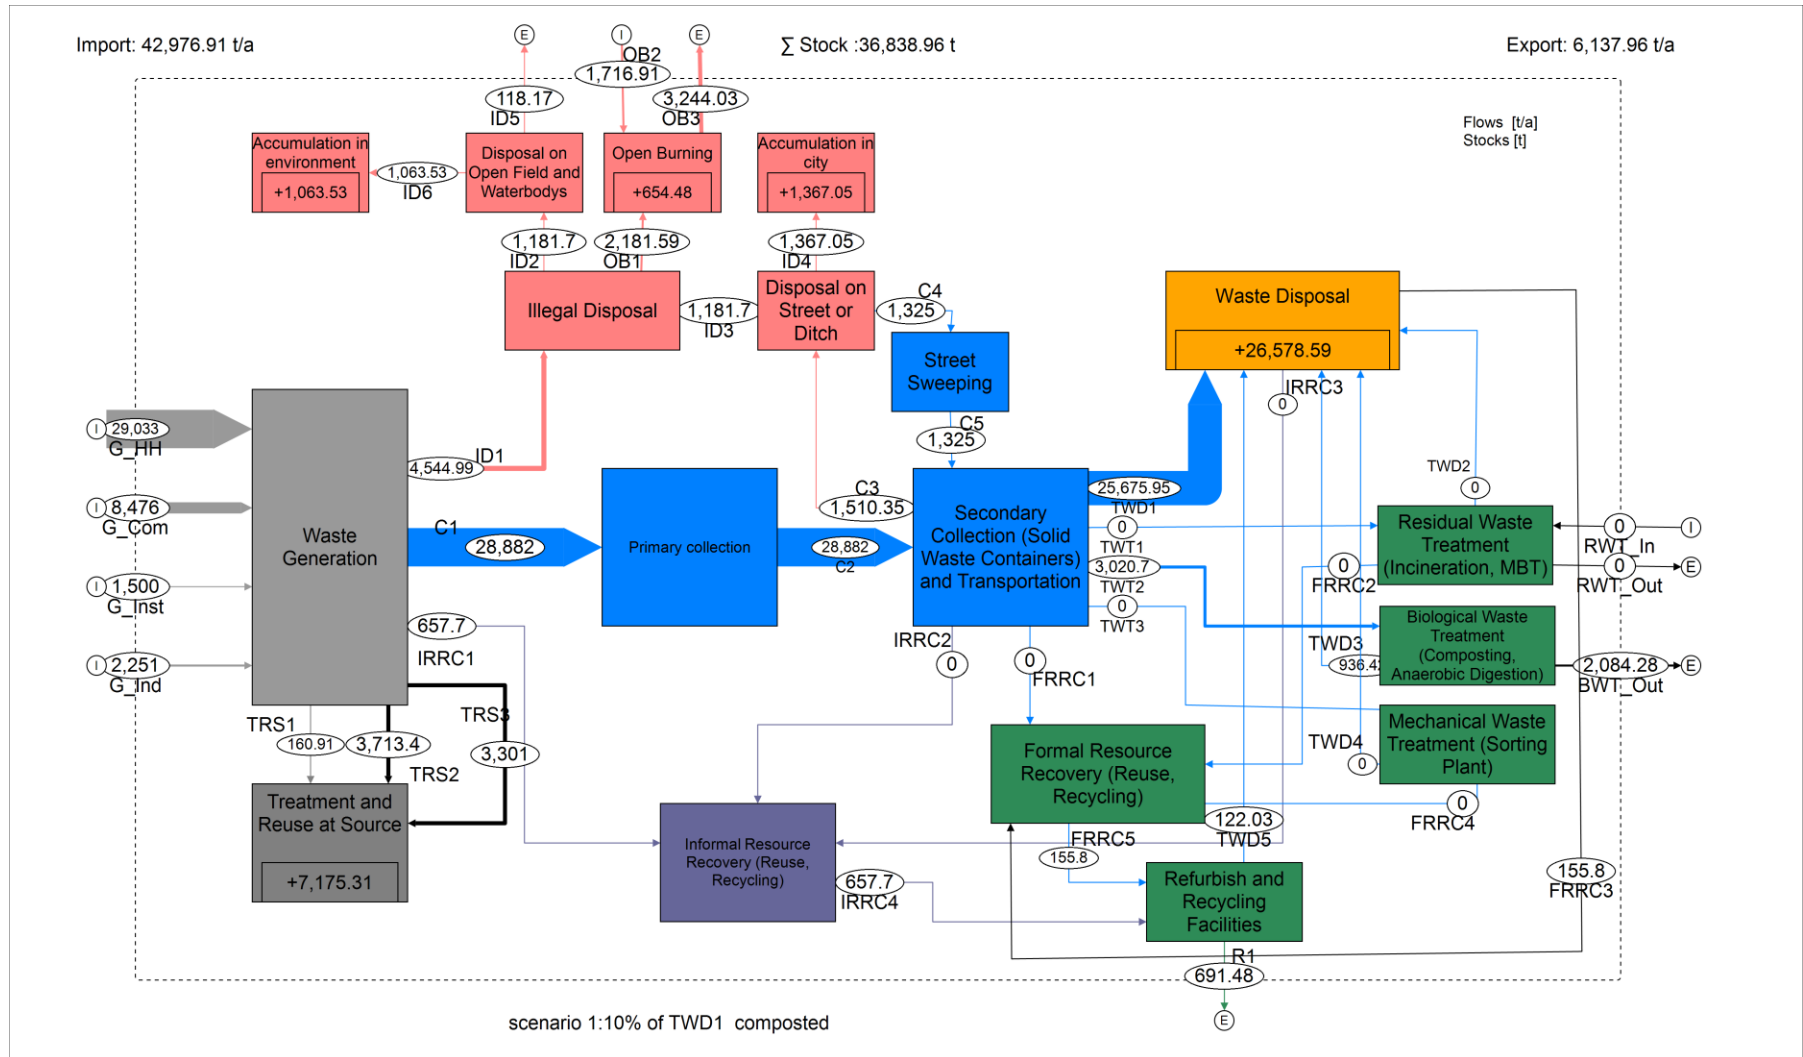 Import: 42,976.91 t/a
∑ Stock :36,838.96 t
Export: 6,137.96 t/a
E
I
E
OB2
1,716.91
118.17
ID5
3,244.03
OB3
Flows [t/a]
Stocks [t]
Accumulation in
environment
+1,063.53
1,063.53
ID6
Disposal on
Open Field and
Waterbodys
Open Burning
+654.48
Accumulation in
city
+1,367.05
1,181.7
ID2
2,181.59
OB1
1,367.05
ID4
Illegal Disposal
1,181.7
ID3
Disposal on
Street or
Ditch
C4
1,325
Street
Sweeping
C5
1,325
Waste Disposal
+26,578.59
IRRC3
0
I
29,033
G_HH
I
8,476
G_Com
I
1,500
G_Inst
I
2,251
G_Ind
Waste
Generation
ID1
4,544.99
C1
28,882
Primary collection
28,882
C2
C3
1,510.35
Secondary
Collection (Solid
Waste Containers)
and Transportation
25,675.95
TWD1
0
TWT1
3,020.7
TWT2
0
TWT3
TWD2
0
Residual Waste
Treatment
(Incineration, MBT)
0
RWT_In
I
0
RWT_Out
E
0
FRRC2
Biological Waste
Treatment
(Composting,
Anaerobic Digestion)
TWD3
2,084.28
BWT_Out
E
Mechanical Waste
Treatment (Sorting
Plant)
TWD4
0
0
FRRC4
657.7
IRRC1
IRRC2
0
0
FRRC1
TRS1
160.91
3,713.4
TRS2
TRS3
3,301
Treatment and
Reuse at Source
+7,175.31
Formal Resource
Recovery (Reuse,
Recycling)
Informal Resource
Recovery (Reuse,
Recycling)
657.7
IRRC4
FRRC5
155.8
122.03
TWD5
Refurbish and
Recycling
Facilities
155.8
FRRC3
R1
691.48
E
scenario 1:10% of TWD1 composted